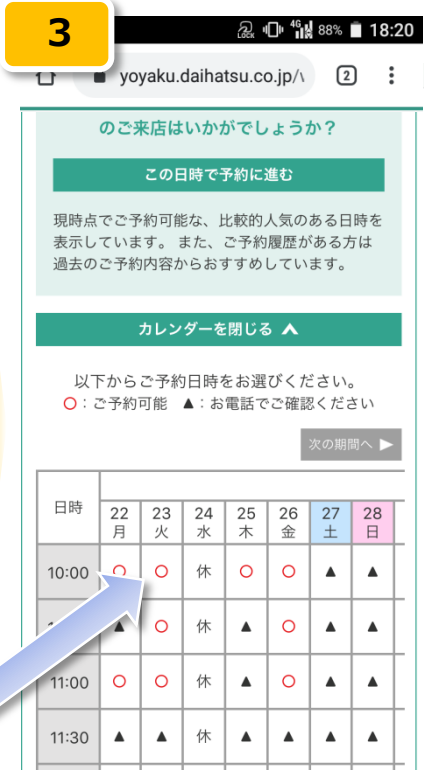 3
LOCK 4G 88% 18:20
yoyaku.daihatsu.co.jp/ 2
のご来店はいかがでしょうか？
この日時で予約に進む
現時点でご予約可能な、比較的人気のある日時を
表示しています。 また、ご予約履歴がある方は
過去のご予約内容からおすすめしています。
カレンダーを閉じる ▲
以下からご予約日時をお選びください。
○：ご予約可能 ▲：お電話でご確認ください
次の期間へ ▶
日時 22 23 24 25 26 27 28
月 火 水 木 金 土 日
10:00 ○ ○ 休 ○ ○ ▲ ▲
▲ ○ 休 ▲ ○ ▲ ▲
11:00 ○ ○ 休 ▲ ○ ▲ ▲
11:30 ▲ ▲ 休 ▲ ▲ ▲ ▲